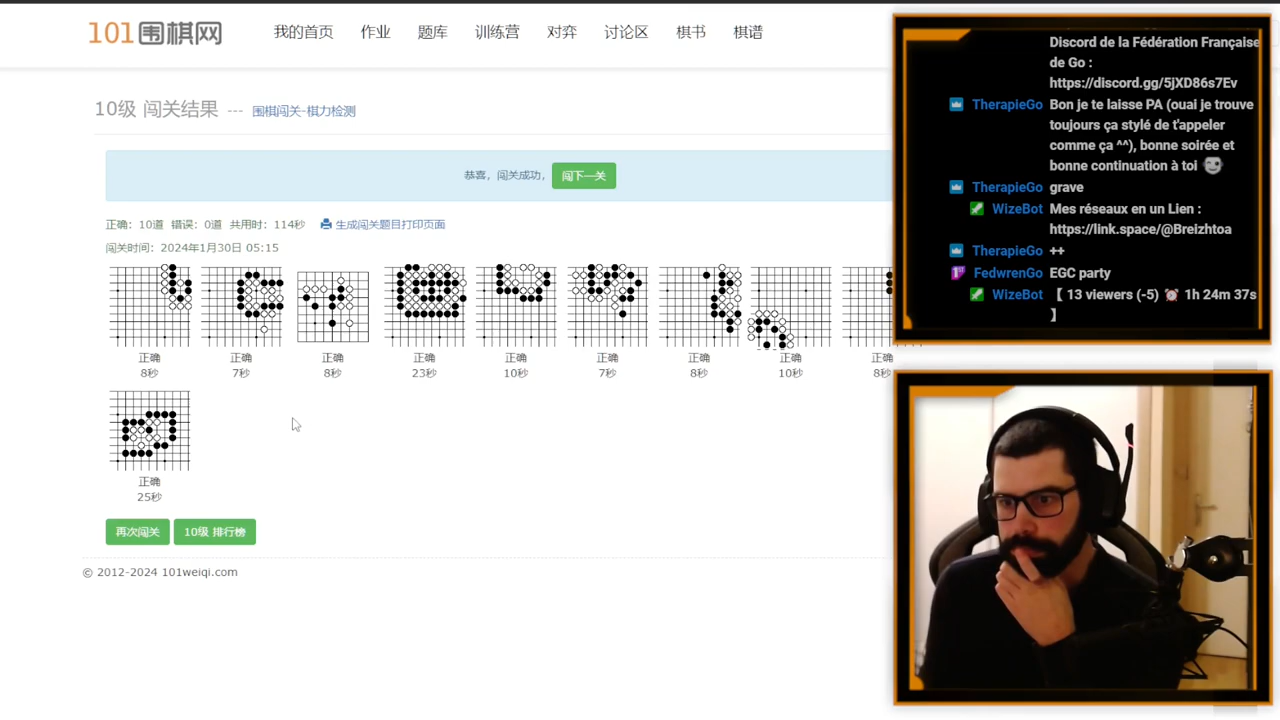 101围棋网
我的首页 作业 题库 训练营 对弈 讨论区 棋书 棋谱
10级 闯关结果 --- 围棋闯关-棋力检测
恭喜，闯关成功， 闯下一关
正确：10道 错误：0道 共用时：114秒 生成闯关题目打印页面
闯关时间：2024年1月30日 05:15
正确 正确 正确 正确 正确 正确 正确 正确 正确
8秒 7秒 8秒 23秒 10秒 7秒 8秒 10秒 8秒
正确
25秒
再次闯关 10级 排行榜
© 2012-2024 101weiqi.com
Discord de la Fédération Française
de Go :
https://discord.gg/5jXD86s7Ev
TherapieGo Bon je te laisse PA (ouai je trouve
toujours ça stylé de t'appeler
comme ça ^^), bonne soirée et
bonne continuation à toi
TherapieGo grave
WizeBot Mes réseaux en un Lien :
https://link.space/@Breizhtoa
TherapieGo ++
FedwrenGo EGC party
WizeBot 【 13 viewers (-5) ⏰ 1h 24m 37s
】